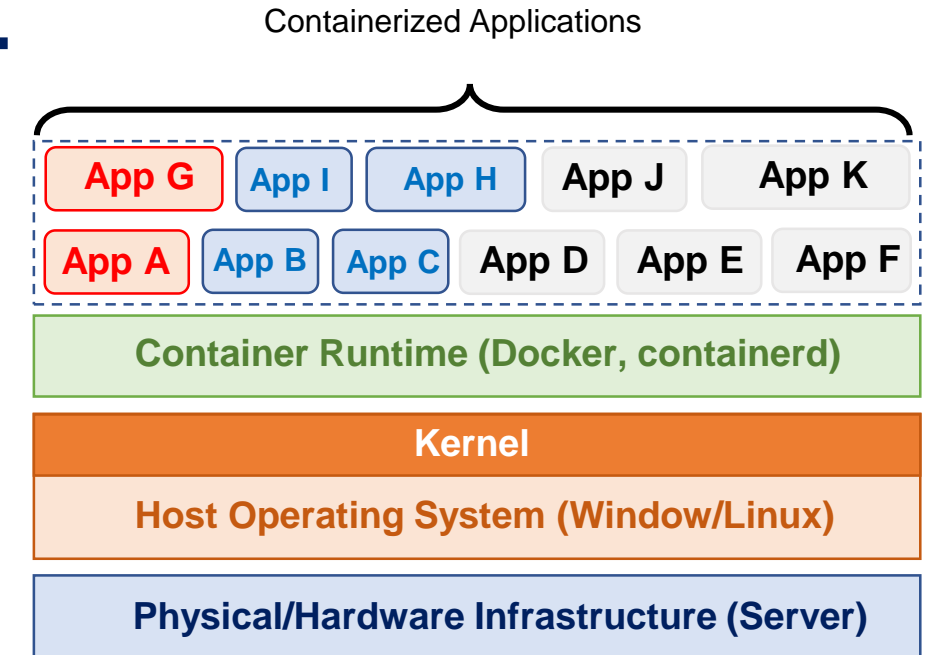 Containerized Applications
App G App I App H App J App K
App A App B App C App D App E App F
Container Runtime (Docker, containerd)
Kernel
Host Operating System (Window/Linux)
Physical/Hardware Infrastructure (Server)